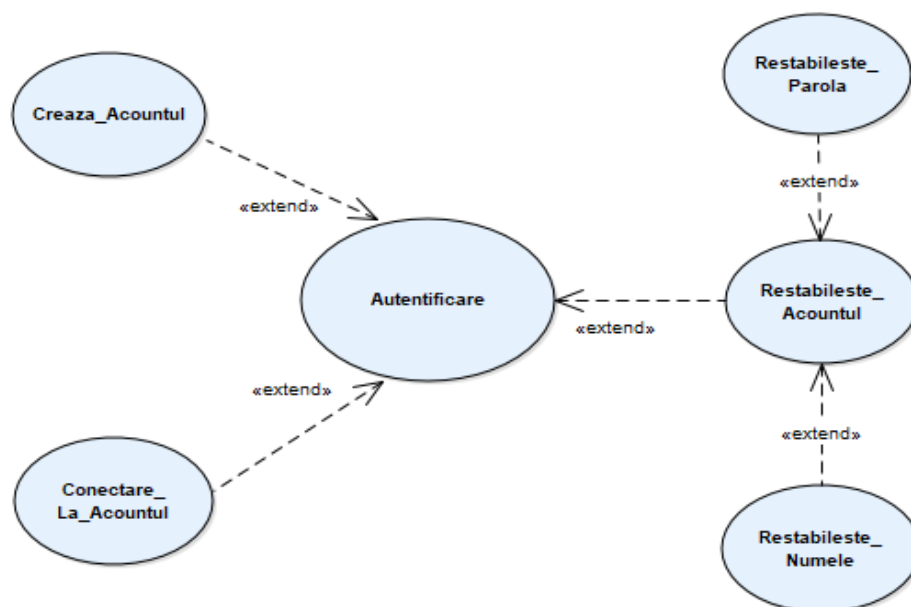 Restabileste_
Parola
Creaza_Acountul
«extend»
«extend»
Autentificare
Restabileste_
Acountul
«extend»
«extend»
«extend»
Conectare_
La_Acountul
Restabileste_
Numele